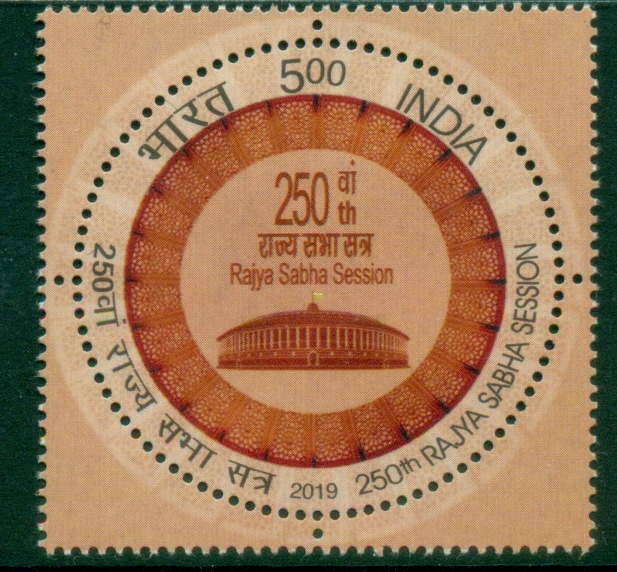 भारत 500 INDIA
250 वां
th
राज्य सभा सत्र
Rajya Sabha Session
250वां राज्य सभा सत्र 2019 250th RAJYA SABHA SESSION